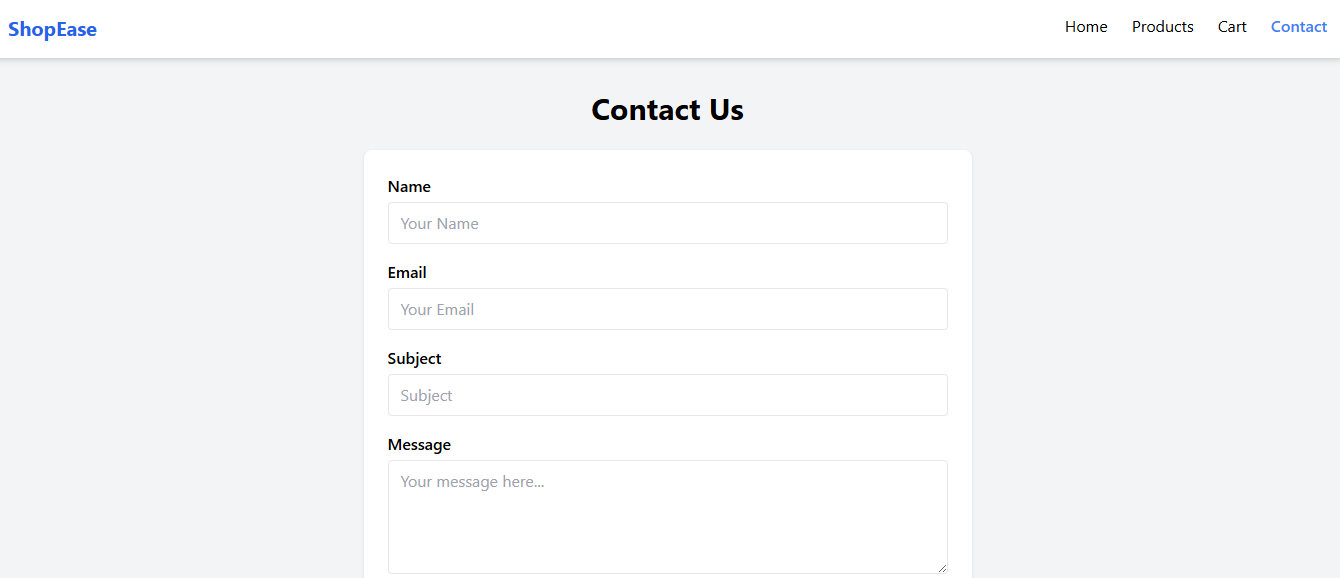 ShopEase
Home Products Cart Contact
Contact Us
Name
Your Name
Email
Your Email
Subject
Subject
Message
Your message here...